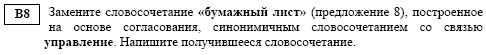 B8 Замените словосочетание «бумажный лист» (предложение 8), построенное
на основе согласования, синонимичным словосочетанием со связью
управление. Напишите получившееся словосочетание.